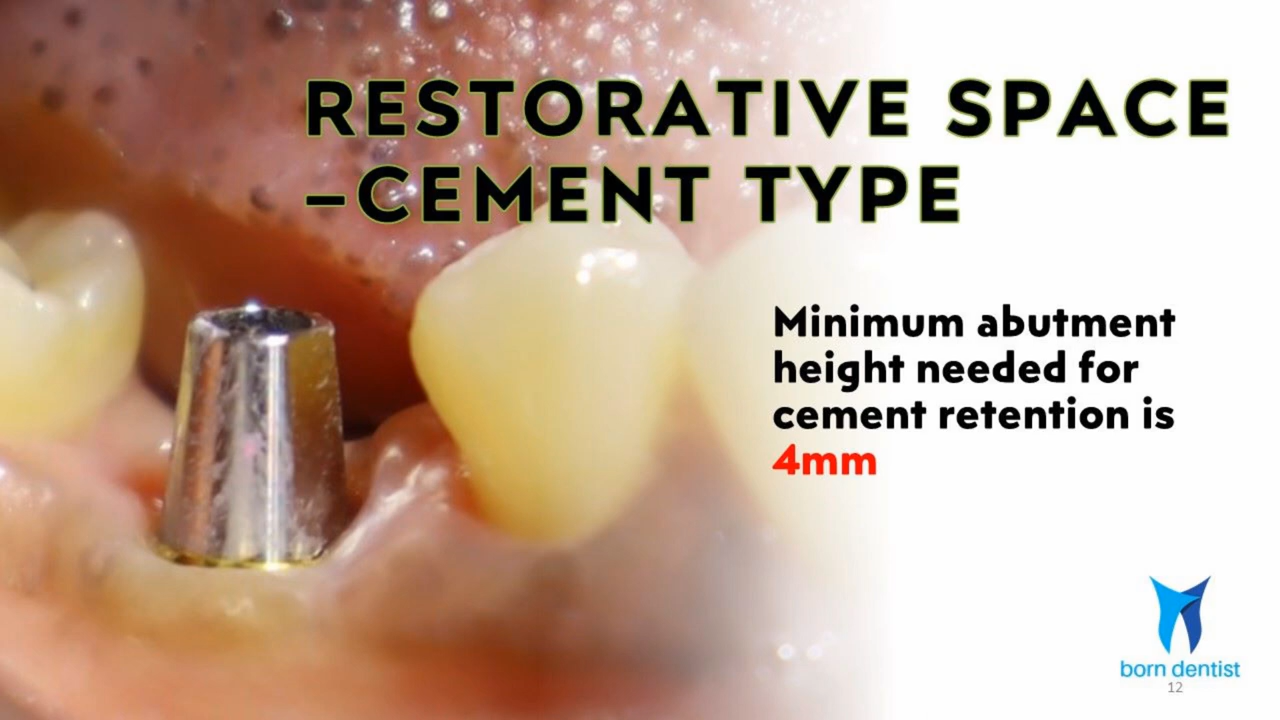 RESTORATIVE SPACE
–CEMENT TYPE
Minimum abutment
height needed for
cement retention is
4mm
born dentist
12